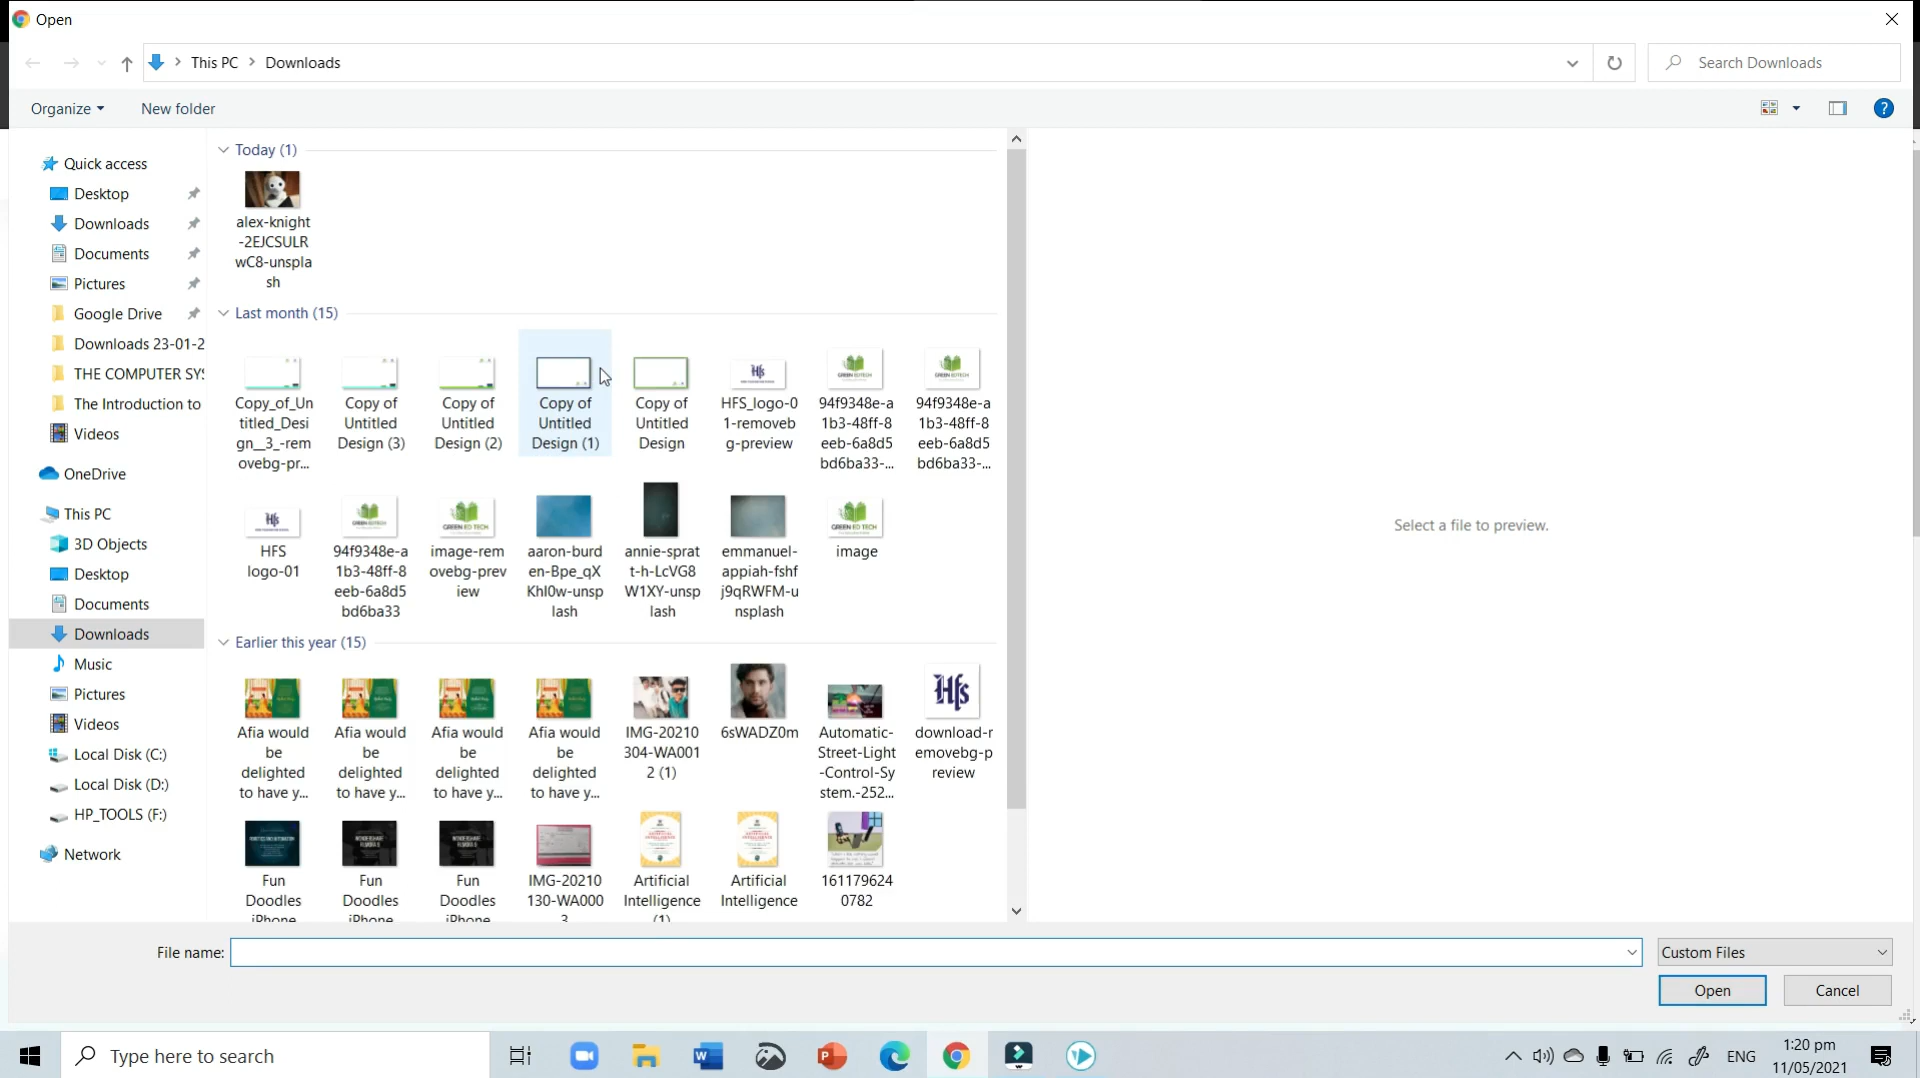 Open
This PC
Downloads
Search Downloads
Organize
New folder
Quick access
Desktop
Downloads
Documents
Pictures
Google Drive
Downloads 23-01-2
THE COMPUTER SYS
The Introduction to
Videos
OneDrive
This PC
3D Objects
Desktop
Documents
Downloads
Music
Pictures
Videos
Local Disk (C:)
Local Disk (D:)
HP_TOOLS (F:)
Network
Today (1)
alex-knight
-2EJCSULR
wC8-unspla
sh
Last month (15)
Copy_of_Un
titled_Desi
gn__3_-rem
ovebg-pr...
Copy of
Untitled
Design (3)
Copy of
Untitled
Design (2)
Copy of
Untitled
Design (1)
Copy of
Untitled
Design
HFS_logo-0
1-removeb
g-preview
94f9348e-a
1b3-48ff-8
eeb-6a8d5
bd6ba33-...
94f9348e-a
1b3-48ff-8
eeb-6a8d5
bd6ba33-...
HFS
logo-01
94f9348e-a
1b3-48ff-8
eeb-6a8d5
bd6ba33
image-rem
ovebg-prev
iew
aaron-burd
en-Bpe_qX
KhI0w-unsp
lash
annie-sprat
t-h-LcVG8
W1XY-unsp
lash
emmanuel-
appiah-fshf
j9qRWFM-u
nsplash
image
Earlier this year (15)
Afia would
be
delighted
to have y...
Afia would
be
delighted
to have y...
Afia would
be
delighted
to have y...
Afia would
be
delighted
to have y...
IMG-20210
304-WA001
2 (1)
6sWADZ0m
Automatic-
Street-Light
-Control-Sy
stem.-252...
download-r
emovebg-p
review
Fun
Doodles
iPhone
Fun
Doodles
iPhone
Fun
Doodles
iPhone
IMG-20210
130-WA000
3
Artificial
Intelligence
(1)
Artificial
Intelligence
161179624
0782
Select a file to preview.
File name:
Custom Files
Open
Cancel
Type here to search
ENG
1:20 pm
11/05/2021